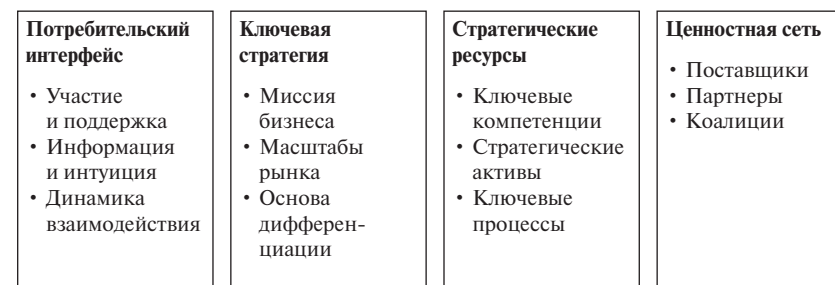 Потребительский
интерфейс
• Участие
и поддержка
• Информация
и интуиция
• Динамика
взаимодействия
Ключевая
стратегия
• Миссия
бизнеса
• Масштабы
рынка
• Основа
дифферен-
циации
Стратегические
ресурсы
• Ключевые
компетенции
• Стратегические
активы
• Ключевые
процессы
Ценностная сеть
• Поставщики
• Партнеры
• Коалиции